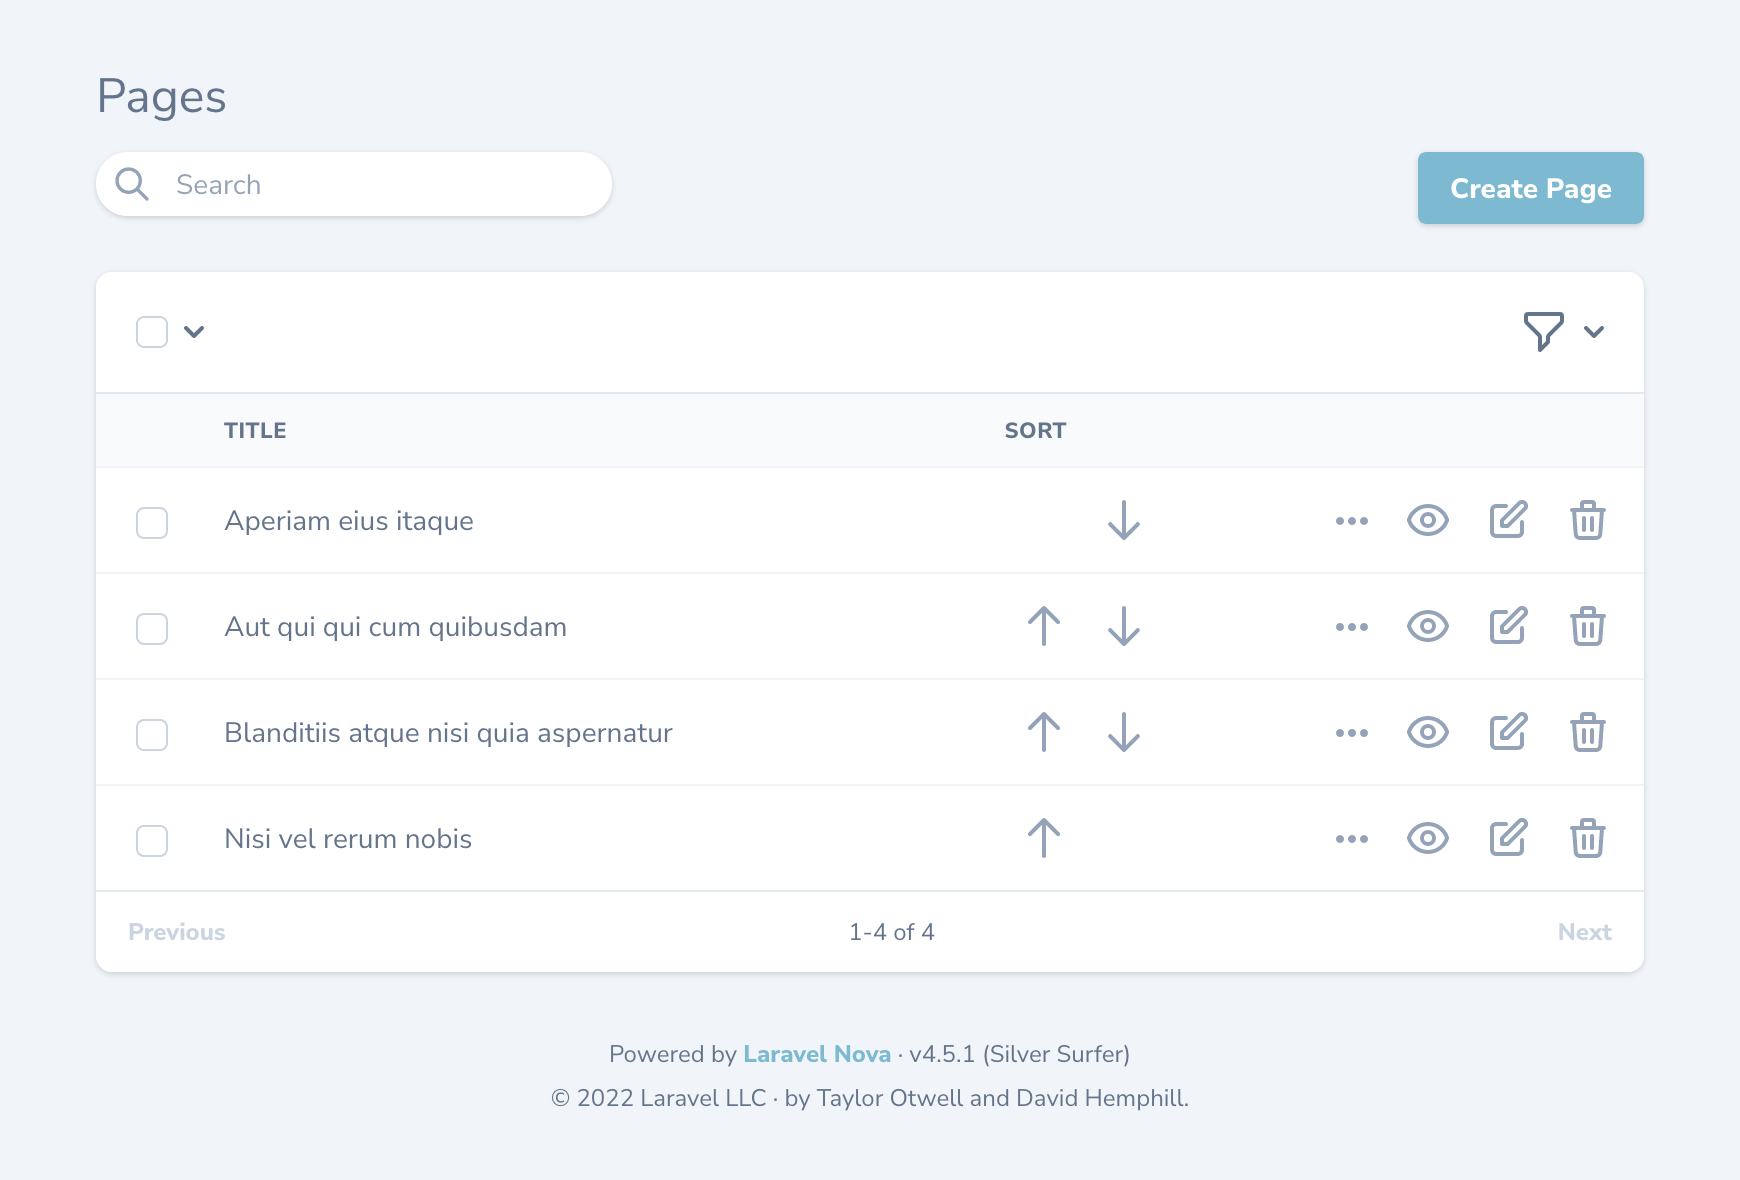 Pages
Search
Create Page
TITLE SORT
Aperiam eius itaque
Aut qui qui cum quibusdam
Blanditiis atque nisi quia aspernatur
Nisi vel rerum nobis
Previous 1-4 of 4 Next
Powered by Laravel Nova · v4.5.1 (Silver Surfer)
© 2022 Laravel LLC · by Taylor Otwell and David Hemphill.